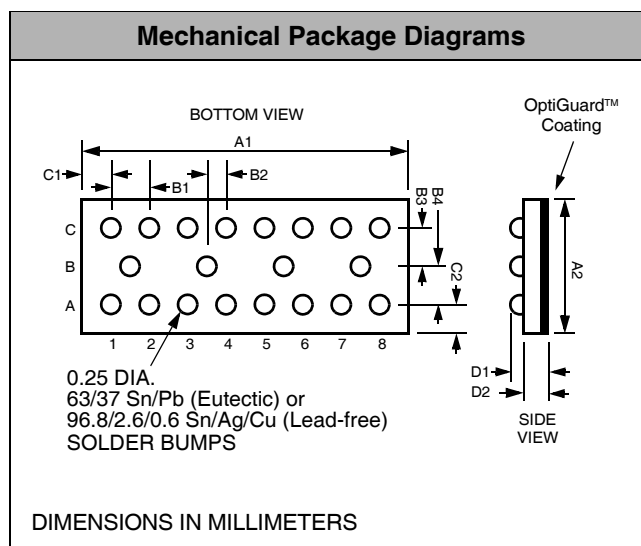 Mechanical Package Diagrams
BOTTOM VIEW
OptiGuard™
Coating
A1
C1
B1
B2
B3
B4
C
B
A
C2
A2
1 2 3 4 5 6 7 8
D1
D2
0.25 DIA.
63/37 Sn/Pb (Eutectic) or
96.8/2.6/0.6 Sn/Ag/Cu (Lead-free)
SOLDER BUMPS
SIDE
VIEW
DIMENSIONS IN MILLIMETERS